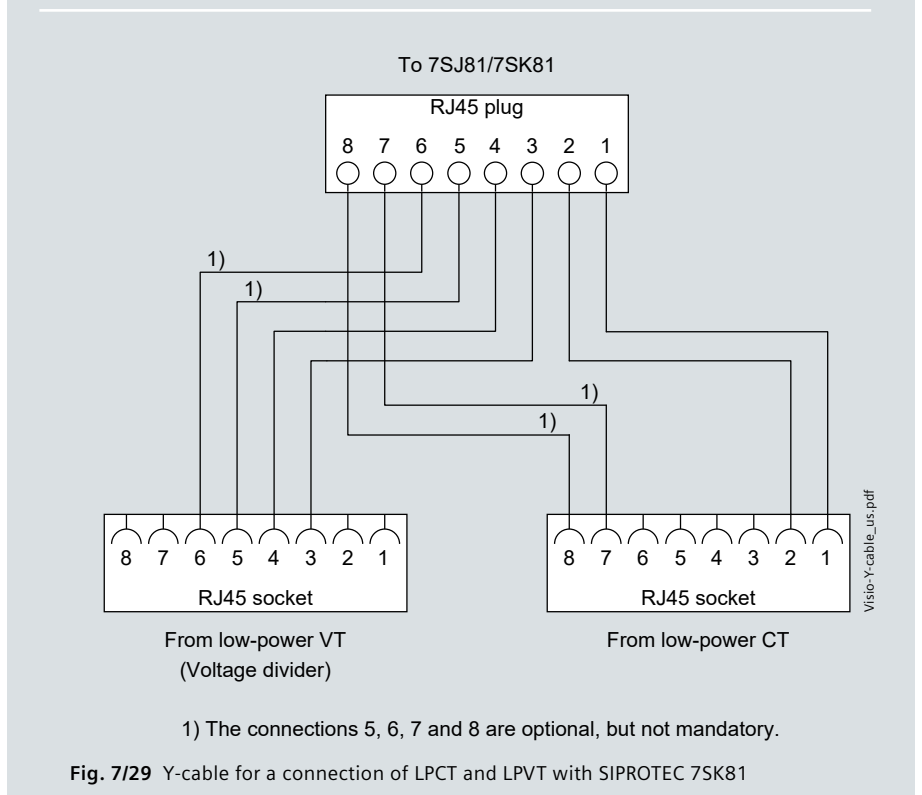 To 7SJ81/7SK81
RJ45 plug
8 7 6 5 4 3 2 1
1)
1)
1)
1)
8 7 6 5 4 3 2 1
RJ45 socket
From low-power VT
(Voltage divider)
8 7 6 5 4 3 2 1
RJ45 socket
From low-power CT
Visio-Y-cable_us.pdf
1) The connections 5, 6, 7 and 8 are optional, but not mandatory.
Fig. 7/29 Y-cable for a connection of LPCT and LPVT with SIPROTEC 7SK81